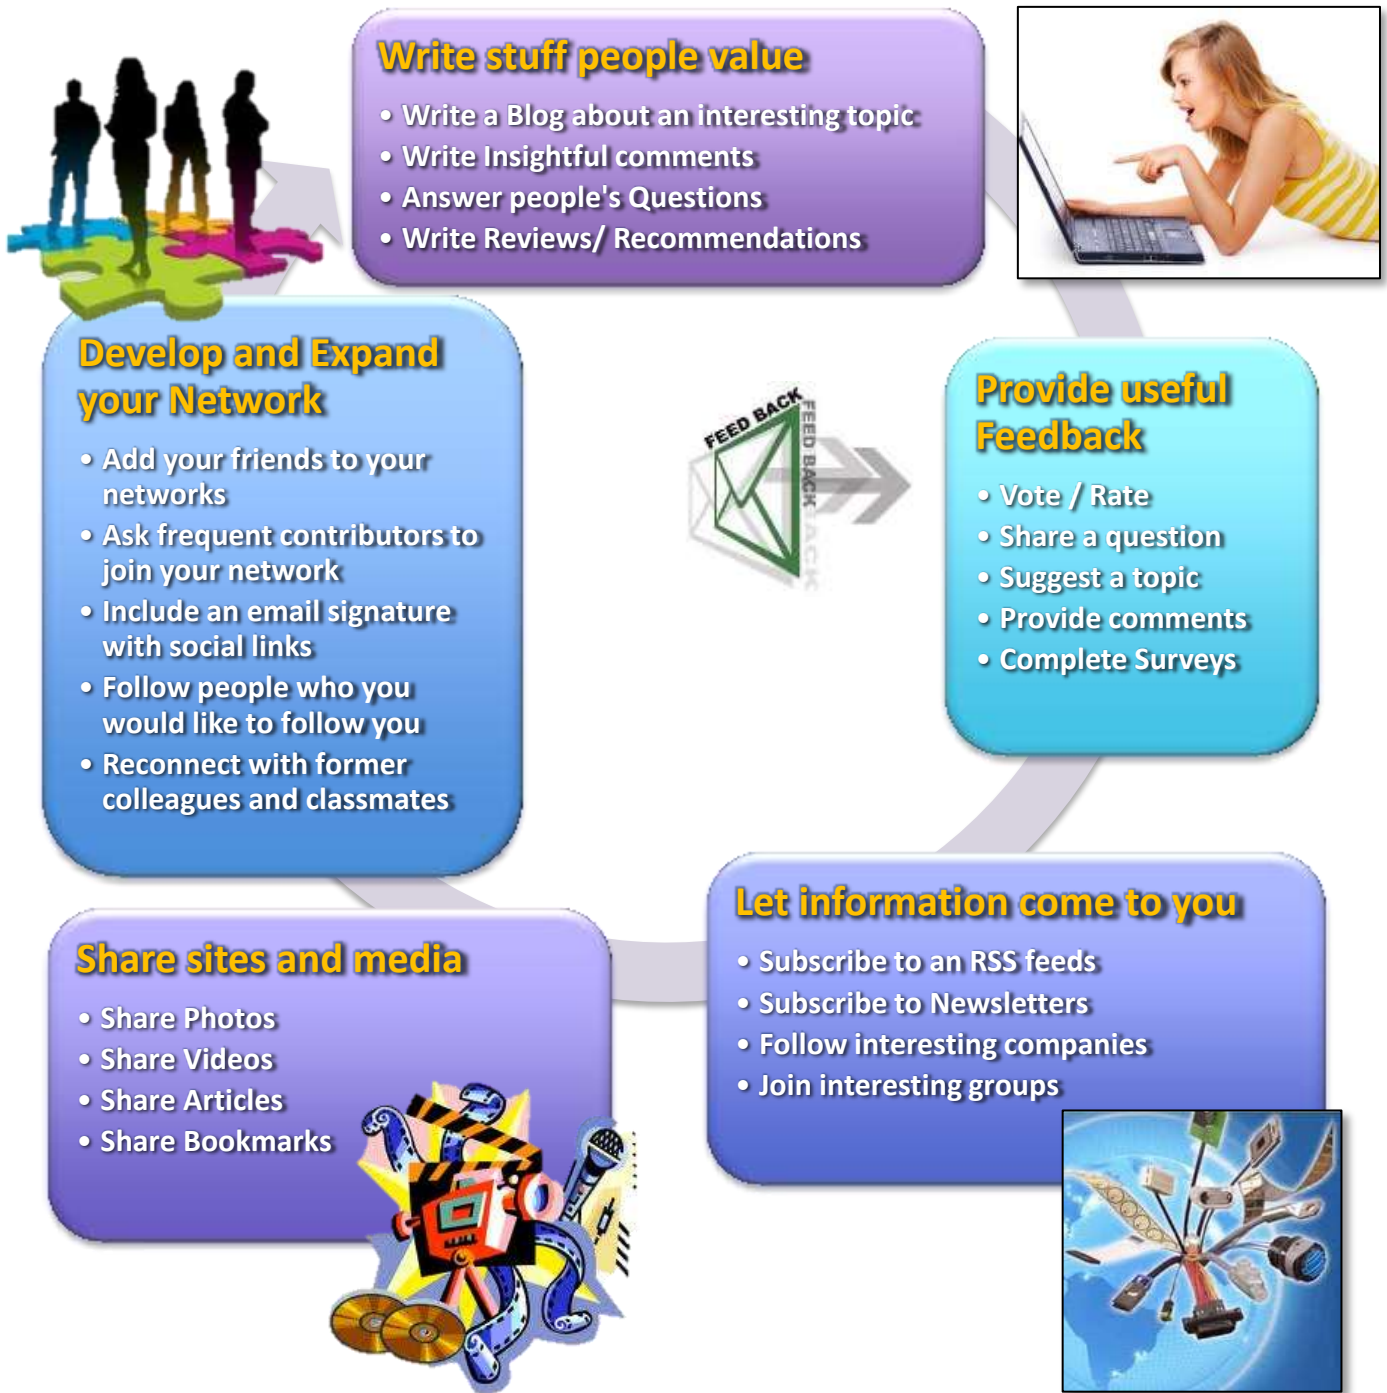 Write stuff people value
• Write a Blog about an interesting topic
• Write Insightful comments
• Answer people's Questions
• Write Reviews/ Recommendations
Develop and Expand
your Network
• Add your friends to your
networks
• Ask frequent contributors to
join your network
• Include an email signature
with social links
• Follow people who you
would like to follow you
• Reconnect with former
colleagues and classmates
FEED BACK
FEED BACK
BACK
Provide useful
Feedback
• Vote / Rate
• Share a question
• Suggest a topic
• Provide comments
• Complete Surveys
Let information come to you
• Subscribe to an RSS feeds
• Subscribe to Newsletters
• Follow interesting companies
• Join interesting groups
Share sites and media
• Share Photos
• Share Videos
• Share Articles
• Share Bookmarks